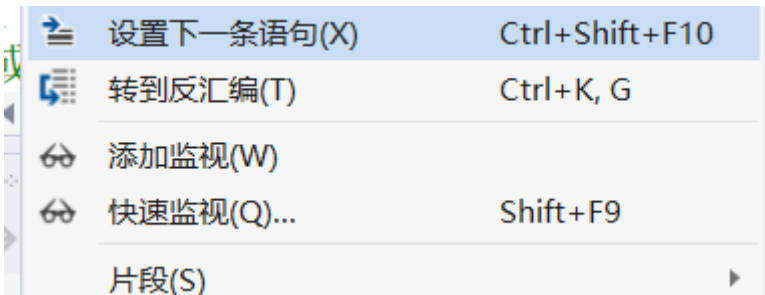 设置下一条语句(X) Ctrl+Shift+F10
转到反汇编(T) Ctrl+K, G
添加监视(W)
快速监视(Q)... Shift+F9
片段(S)